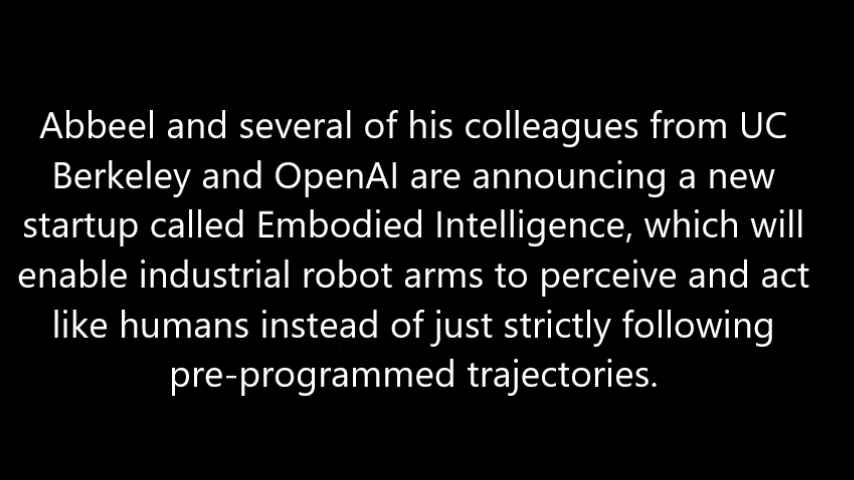 Abbeel and several of his colleagues from UC
Berkeley and OpenAI are announcing a new
startup called Embodied Intelligence, which will
enable industrial robot arms to perceive and act
like humans instead of just strictly following
pre-programmed trajectories.